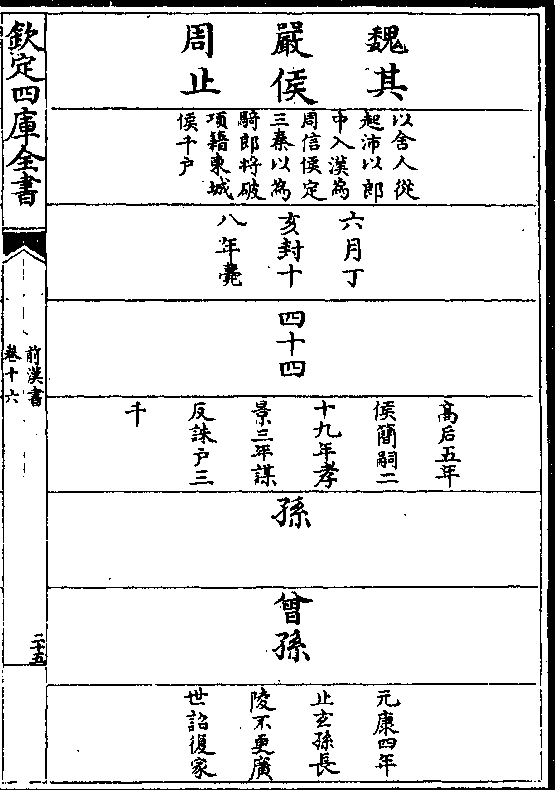 魏其
嚴侯
周止
以舍人從
起沛以郎
中入漢為
周信侯定
三秦以為
騎郎將破
項籍東城
侯千户
六月丁
亥封十
八年薨
四十四
高后五年
侯簡嗣二
十九年孝
景三年謀
反誅户三
千
孫
曾孫
元康四年
止玄孫長
陵不更廣
世詔復家
欽定四庫全書
前漢書
卷十六
二十五